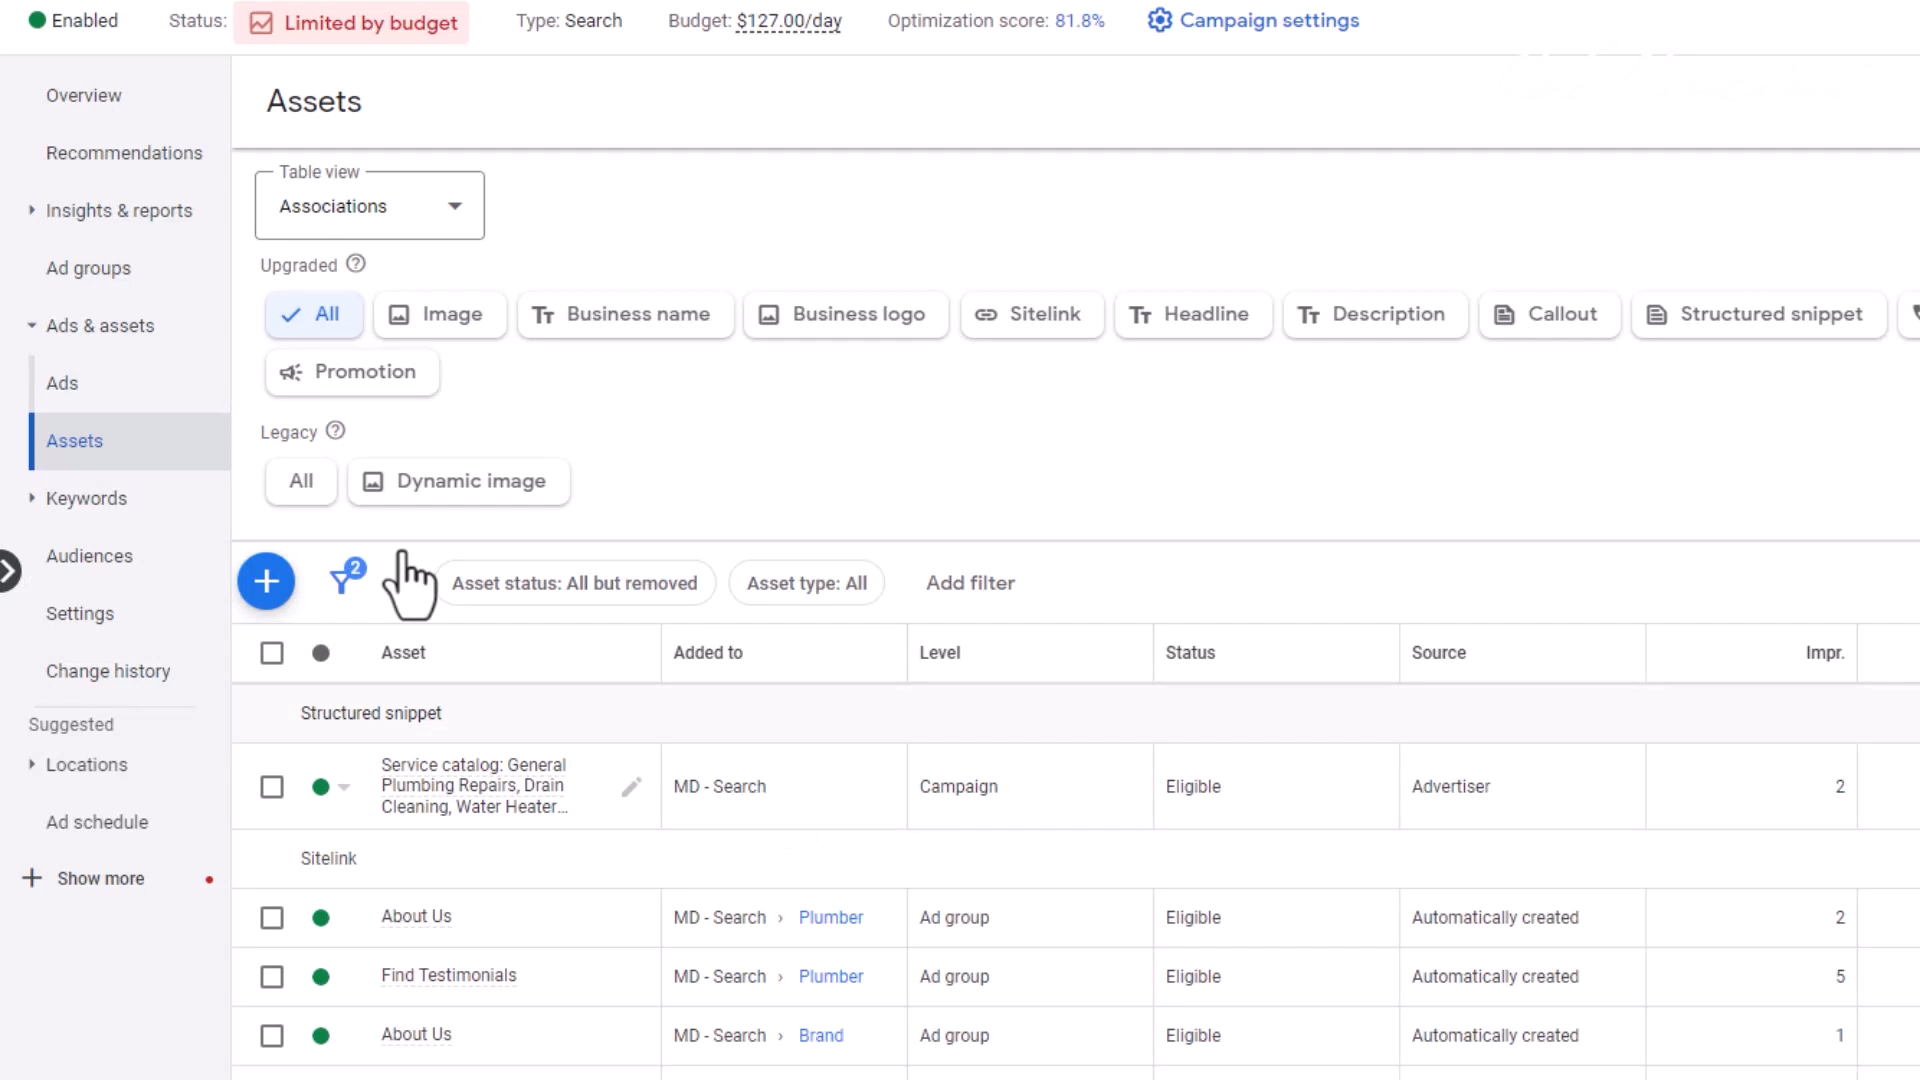 Enabled Status: Limited by budget Type: Search Budget: $127.00/day Optimization score: 81.8% Campaign settings
Overview
Recommendations
Insights & reports
Ad groups
Ads & assets
Ads
Assets
Keywords
Audiences
Settings
Change history
Suggested
Locations
Ad schedule
Show more
Assets
Table view
Associations
Upgraded
All Image Business name Business logo Sitelink Headline Description Callout Structured snippet
Promotion
Legacy
All Dynamic image
2 Asset status: All but removed Asset type: All Add filter
Asset Added to Level Status Source Impr.
Structured snippet
Service catalog: General
Plumbing Repairs, Drain
Cleaning, Water Heater...
MD - Search Campaign Eligible Advertiser 2
Sitelink
About Us MD - Search › Plumber Ad group Eligible Automatically created 2
Find Testimonials MD - Search › Plumber Ad group Eligible Automatically created 5
About Us MD - Search › Brand Ad group Eligible Automatically created 1